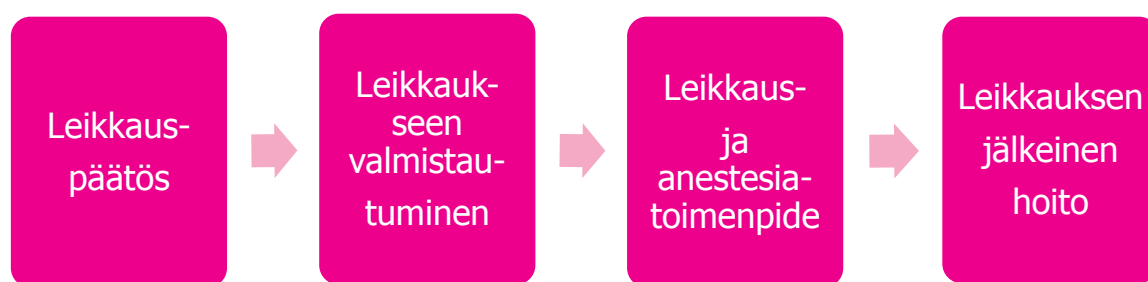 Leikkaus-
päätös
Leikkauk-
seen
valmistau-
tuminen
Leikkaus-
ja
anestesia-
toimenpide
Leikkauksen
jälkeinen
hoito